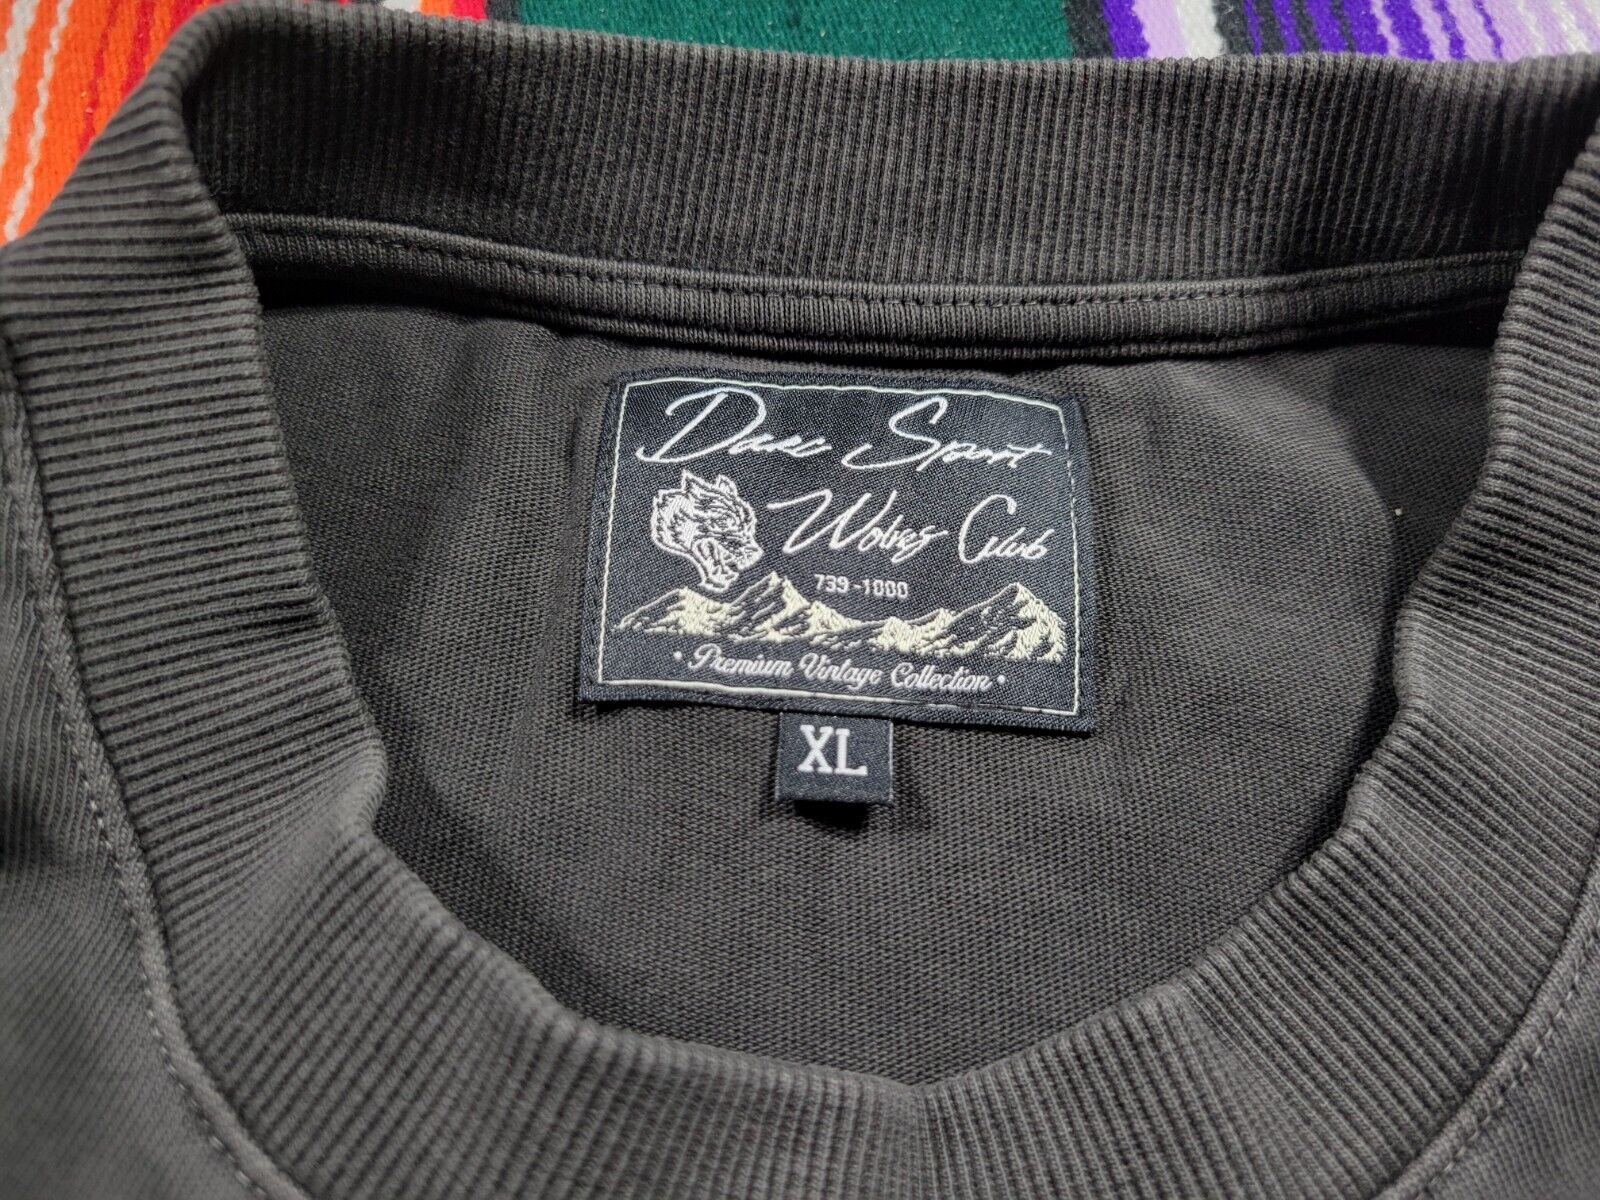 Darc Sport
Wolves Club
739-1000
• Premium Vintage Collection •
XL